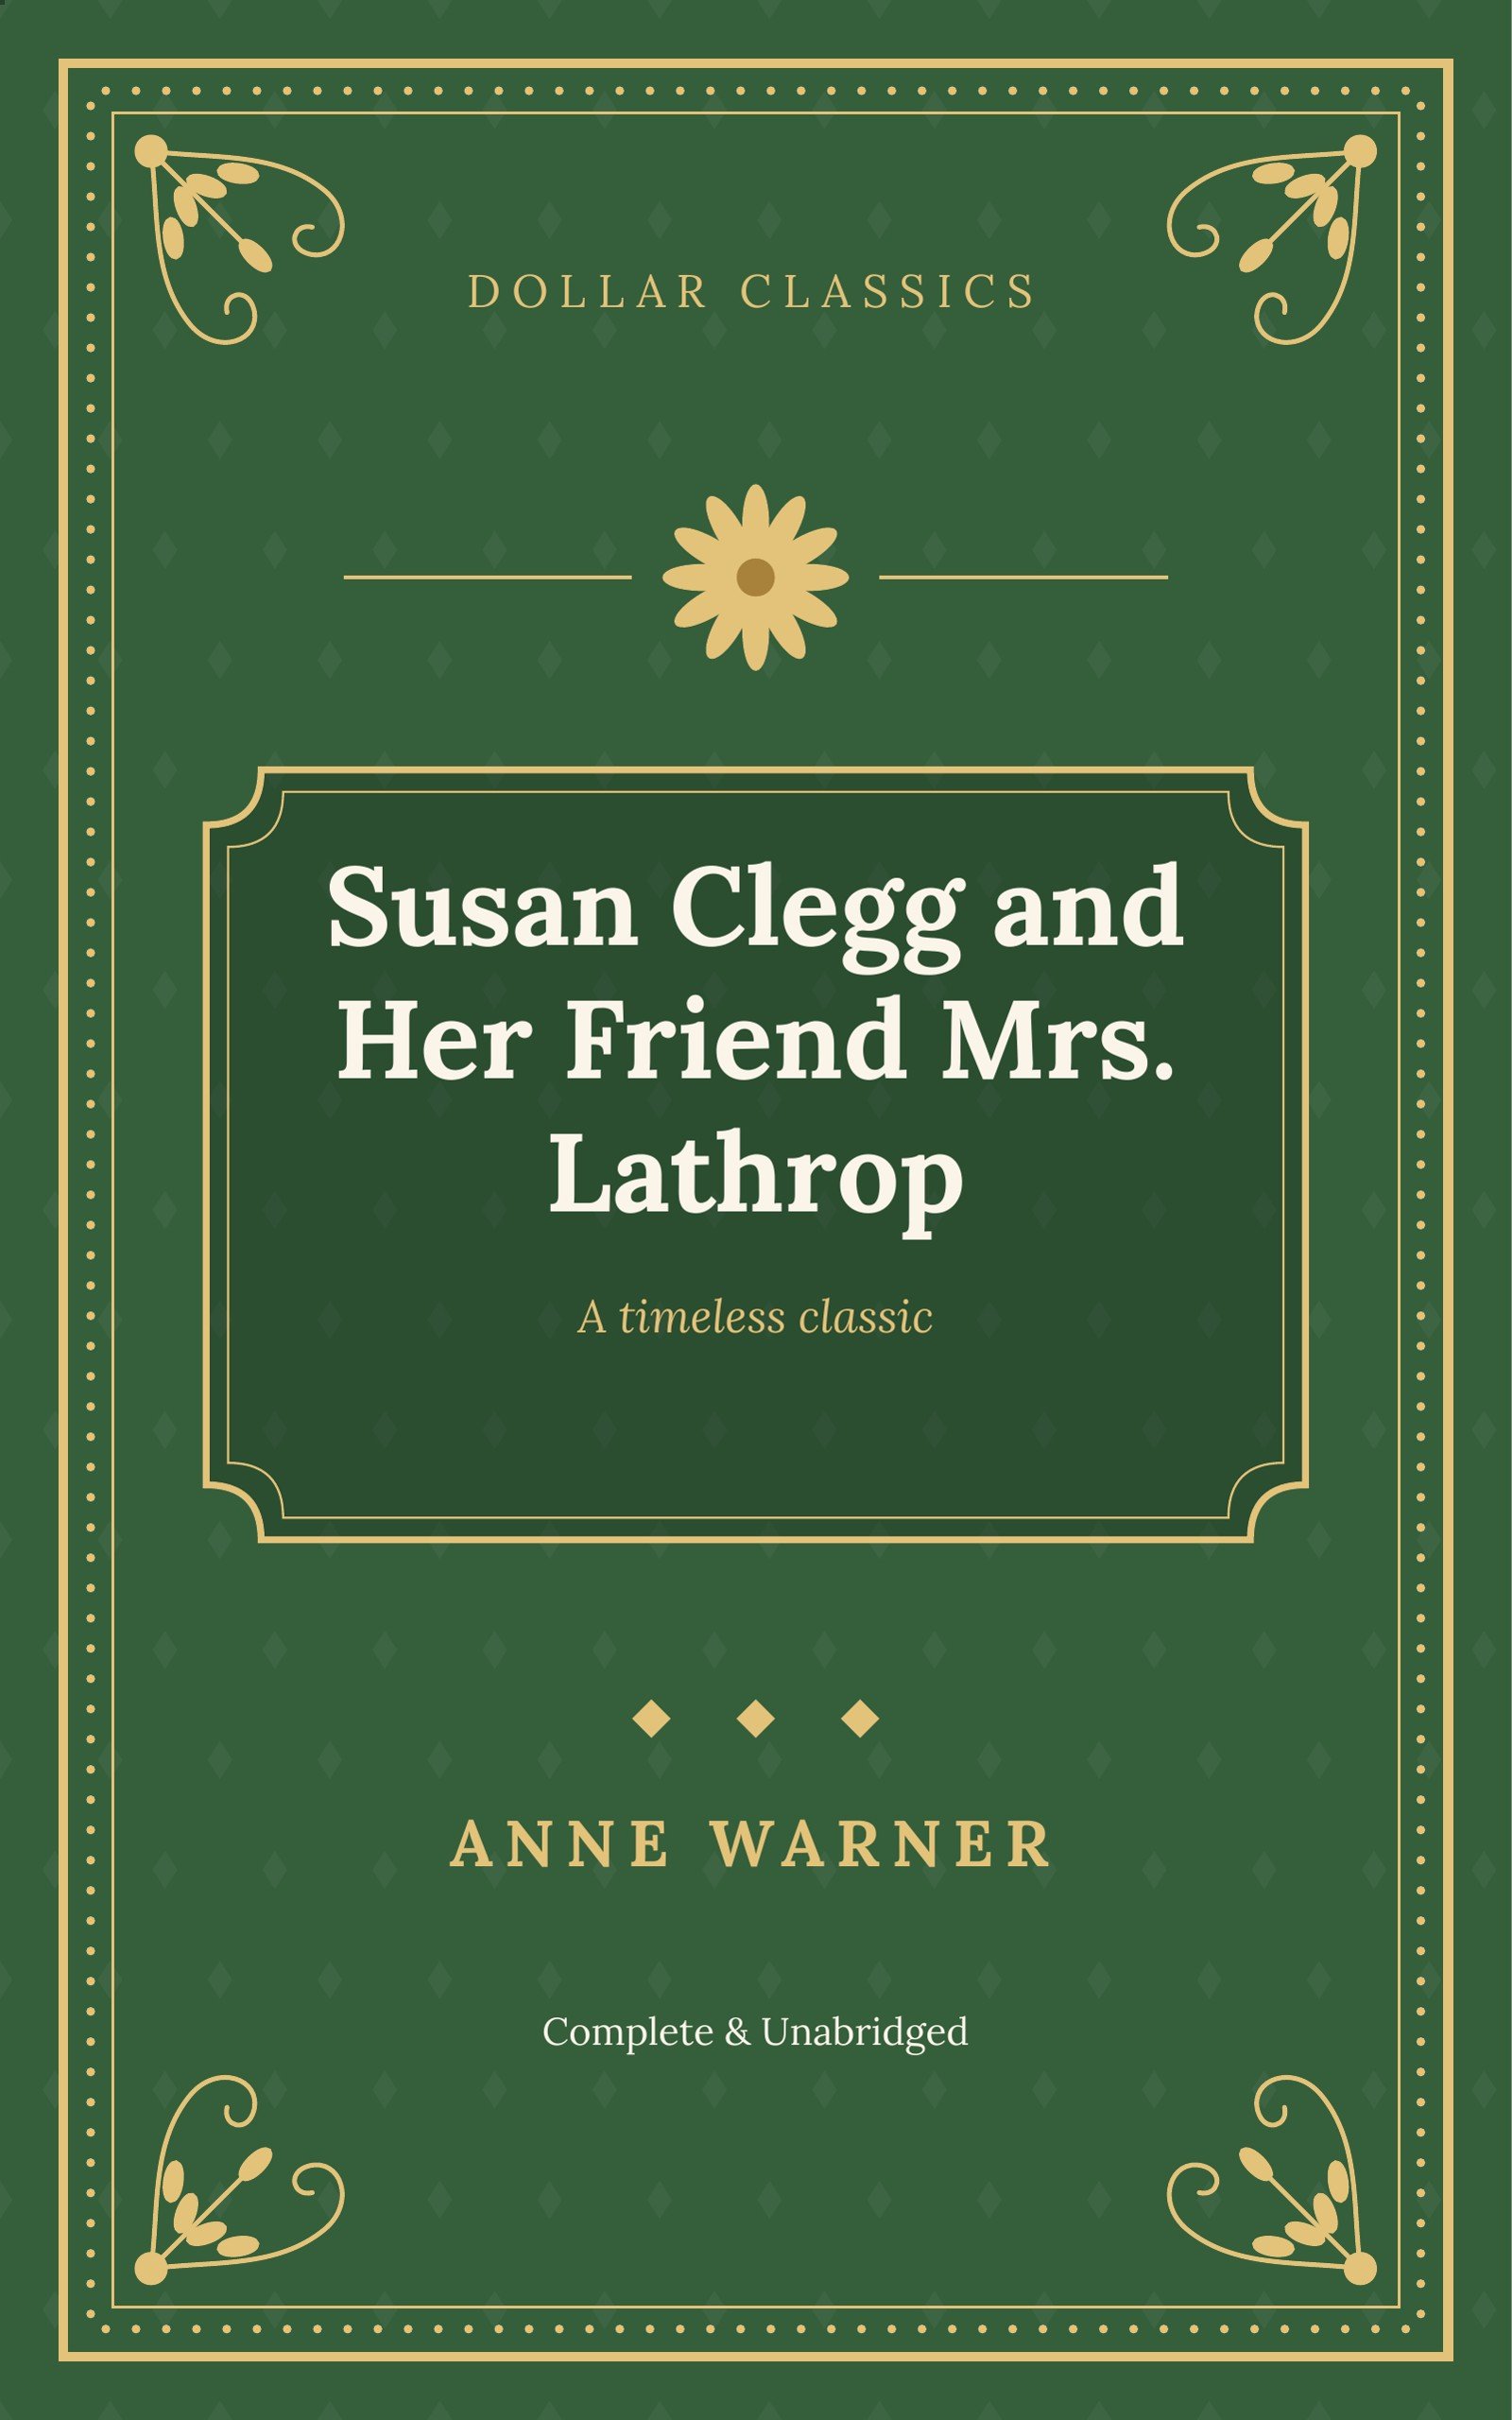 DOLLAR CLASSICS
Susan Clegg and
Her Friend Mrs.
Lathrop
A timeless classic
ANNE WARNER
Complete & Unabridged